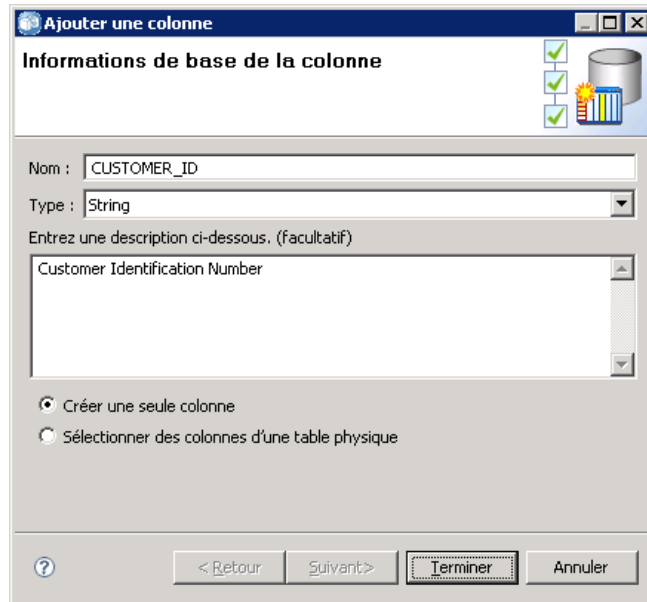 Ajouter une colonne
Informations de base de la colonne
Nom : CUSTOMER_ID
Type : String
Entrez une description ci-dessous. (facultatif)
Customer Identification Number
Créer une seule colonne
Sélectionner des colonnes d'une table physique
? < Retour Suivant> Terminer Annuler